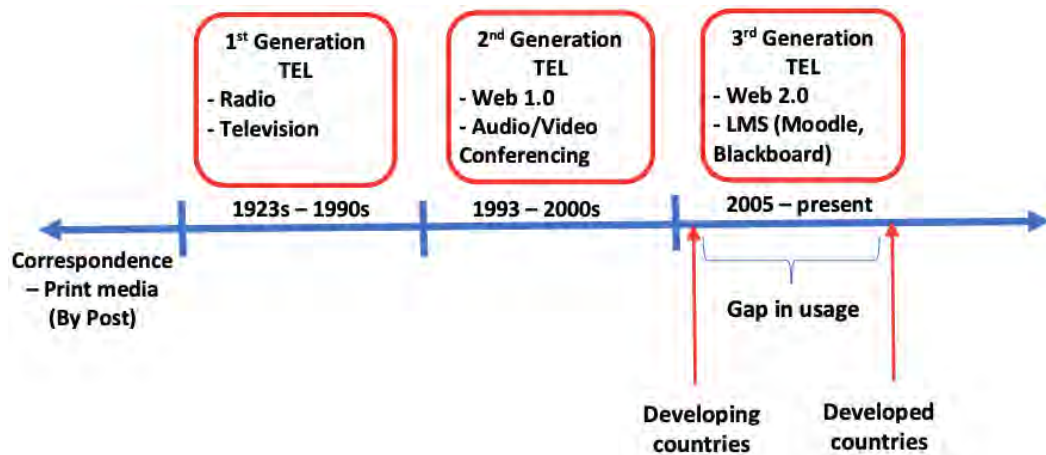 1st Generation
TEL
- Radio
- Television
2nd Generation
TEL
- Web 1.0
- Audio/Video
Conferencing
3rd Generation
TEL
- Web 2.0
- LMS (Moodle,
Blackboard)
1923s – 1990s
1993 – 2000s
2005 – present
Correspondence
– Print media
(By Post)
Gap in usage
Developing
countries
Developed
countries